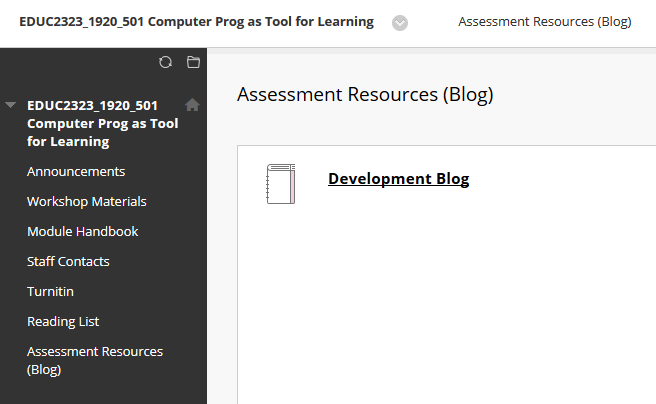 EDUC2323_1920_501 Computer Prog as Tool for Learning
Assessment Resources (Blog)
EDUC2323_1920_501
Computer Prog as Tool
for Learning
Announcements
Workshop Materials
Module Handbook
Staff Contacts
Turnitin
Reading List
Assessment Resources
(Blog)
Assessment Resources (Blog)
Development Blog